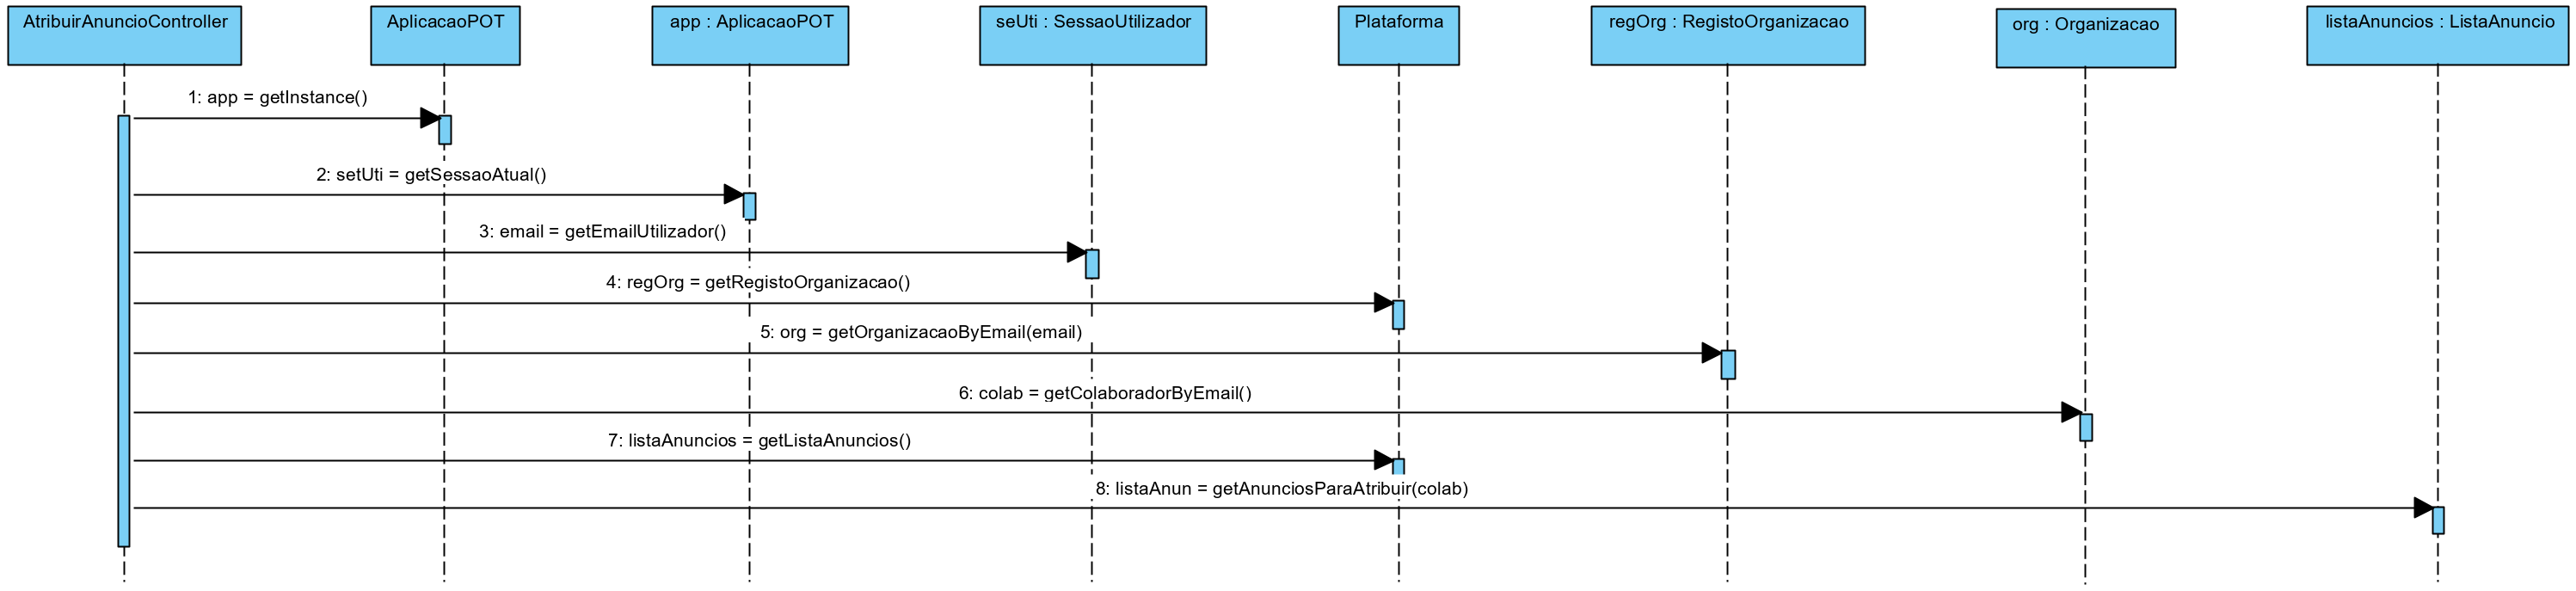 AtribuirAnuncioController
AplicacaoPOT
app : AplicacaoPOT
seUti : SessaoUtilizador
Plataforma
regOrg : RegistoOrganizacao
org : Organizacao
listaAnuncios : ListaAnuncio
1: app = getInstance()
2: setUti = getSessaoAtual()
3: email = getEmailUtilizador()
4: regOrg = getRegistoOrganizacao()
5: org = getOrganizacaoByEmail(email)
6: colab = getColaboradorByEmail()
7: listaAnuncios = getListaAnuncios()
8: listaAnun = getAnunciosParaAtribuir(colab)